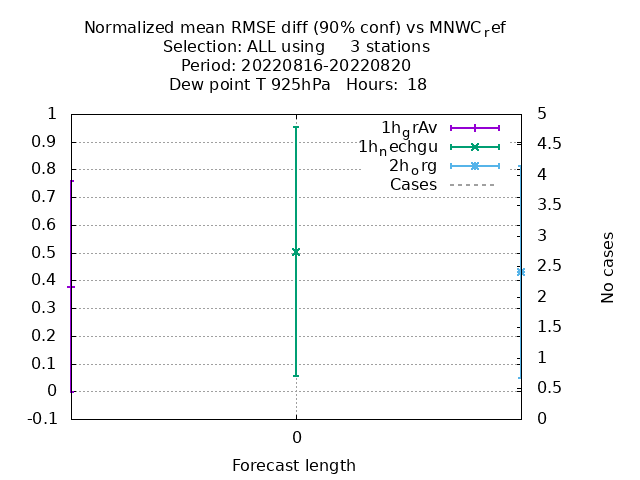 Normalized mean RMSE diff (90% conf) vs MNWC_ref
Selection: ALL using     3 stations
Period: 20220816-20220820
Dew point T 925hPa   Hours: 18
1
0.9
0.8
0.7
0.6
0.5
0.4
0.3
0.2
0.1
0
-0.1
1h_grAv
1h_nechgu
2h_org
Cases
5
4.5
4
3.5
3
2.5
2
1.5
1
0.5
0
No cases
0
Forecast length